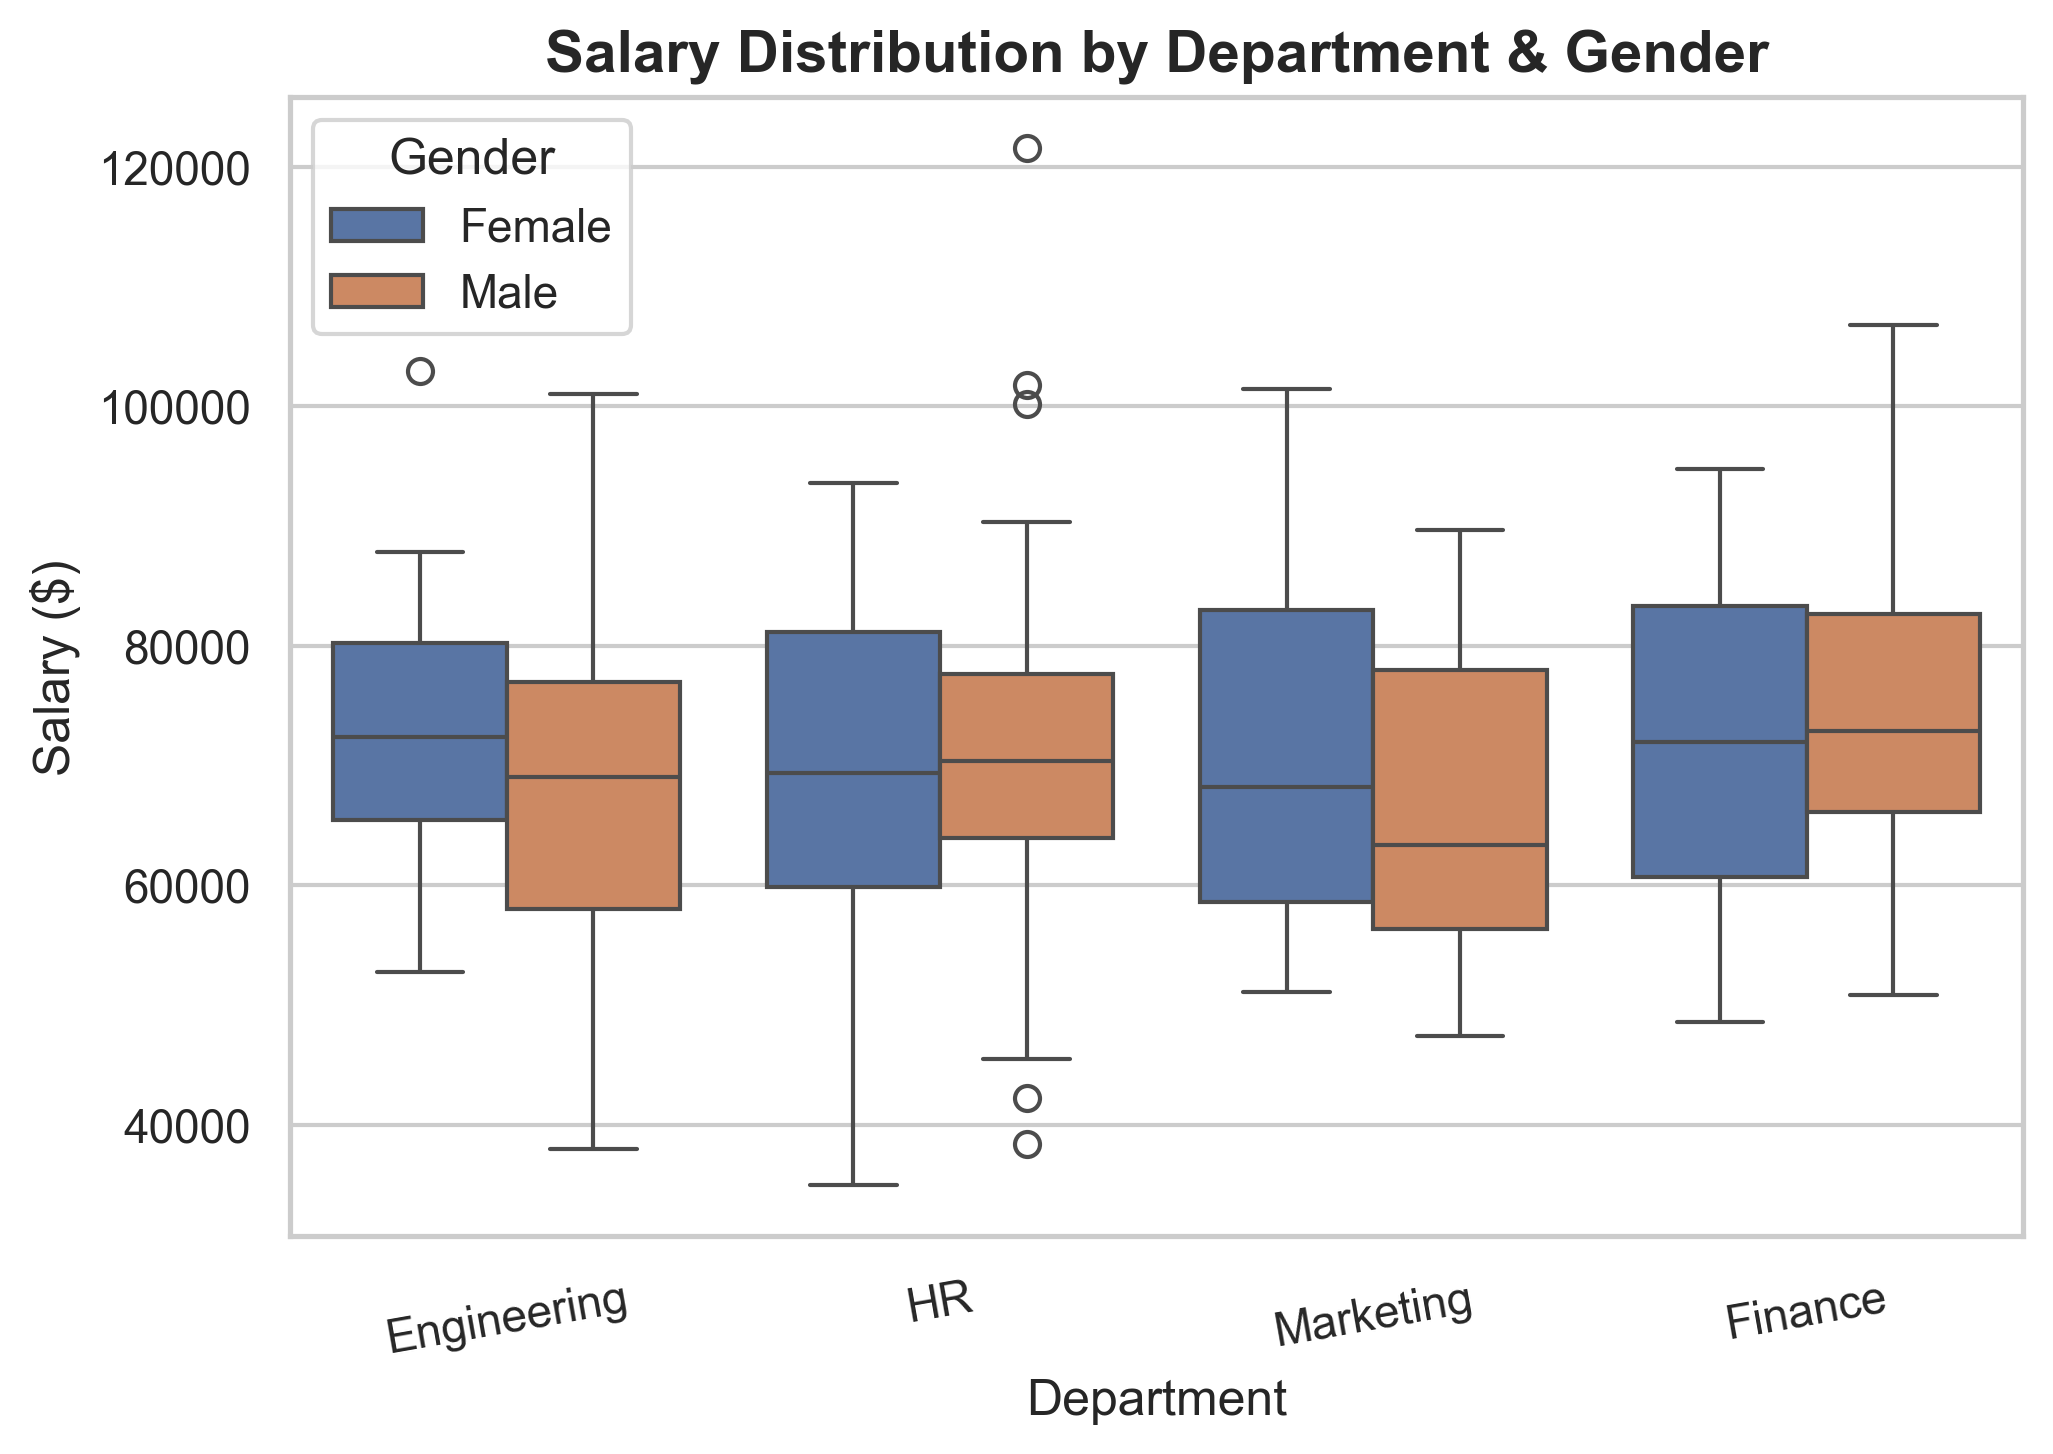 Salary Distribution by Department & Gender
Gender
Female
Male
120000
100000
80000
60000
40000
Salary ($)
Engineering
HR
Marketing
Finance
Department